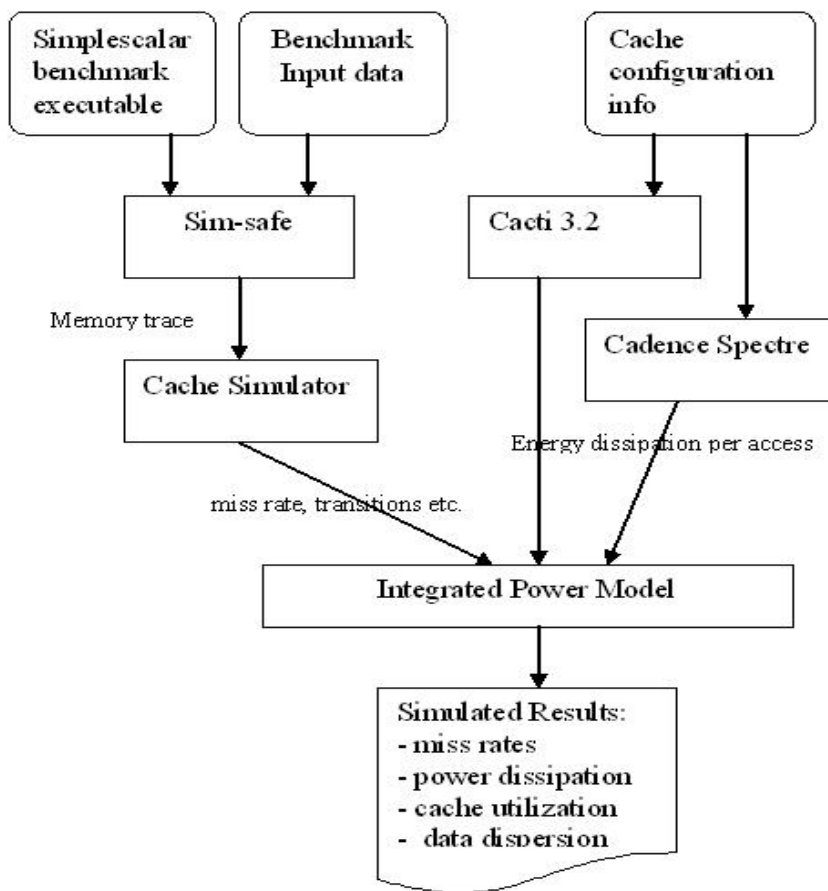 Simplescalar
benchmark
executable
Benchmark
Input data
Cache
configuration
info
Sim-safe
Cacti 3.2
Memory trace
Cadence Spectre
Cache Simulator
Energy dissipation per access
miss rate, transitions etc.
Integrated Power Model
Simulated Results:
- miss rates
- power dissipation
- cache utilization
- data dispersion